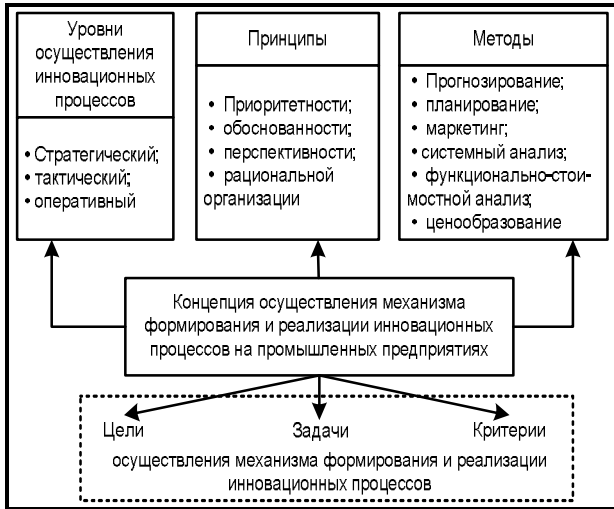 Уровни
осуществления
инновационных
процессов
• Стратегический;
• тактический;
• оперативный
Принципы
• Приоритетности;
• обоснованности;
• перспективности;
• рациональной
организации
Методы
• Прогнозирование;
• планирование;
• маркетинг;
• системный анализ;
• функционально-стои-
мостной анализ;
• ценообразование
Концепция осуществления механизма
формирования и реализации инновационных
процессов на промышленных предприятиях
Цели Задачи Критерии
осуществления механизма формирования и реализации
инновационных процессов